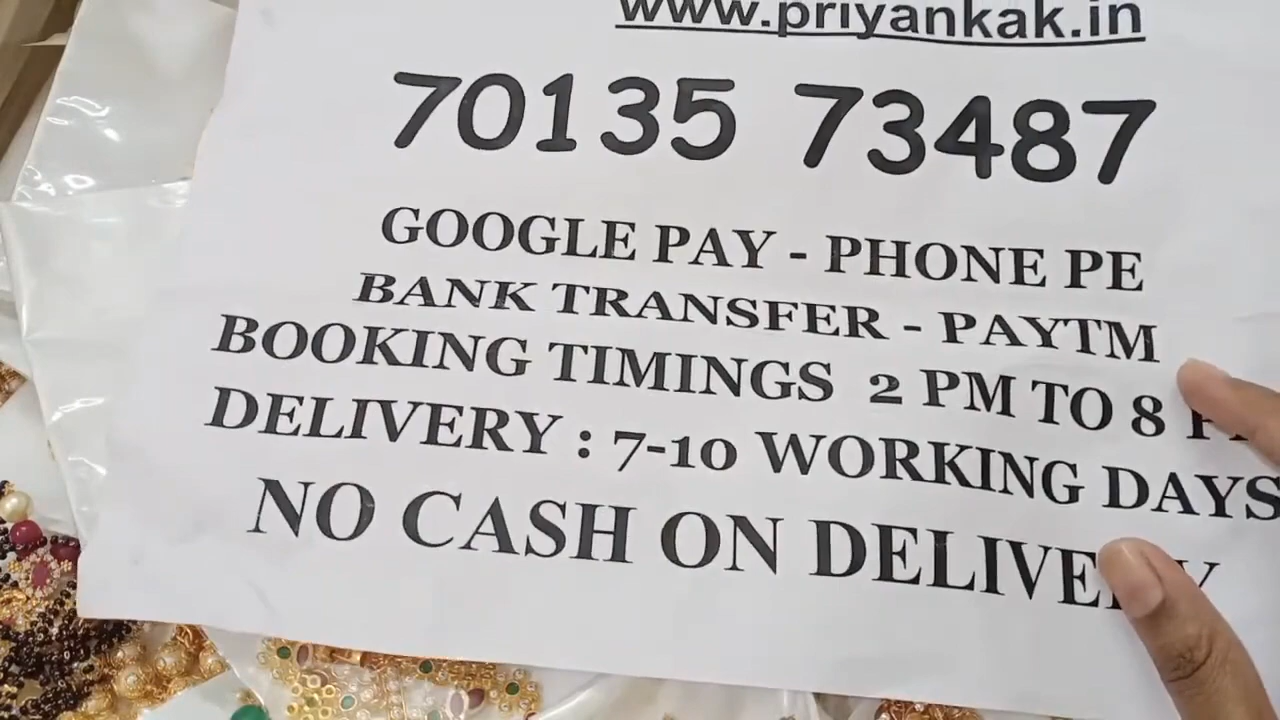 www.priyankak.in
70135 73487
GOOGLE PAY - PHONE PE
BANK TRANSFER - PAYTM
BOOKING TIMINGS 2 PM TO 8
DELIVERY : 7-10 WORKING DAYS
NO CASH ON DELIVERY